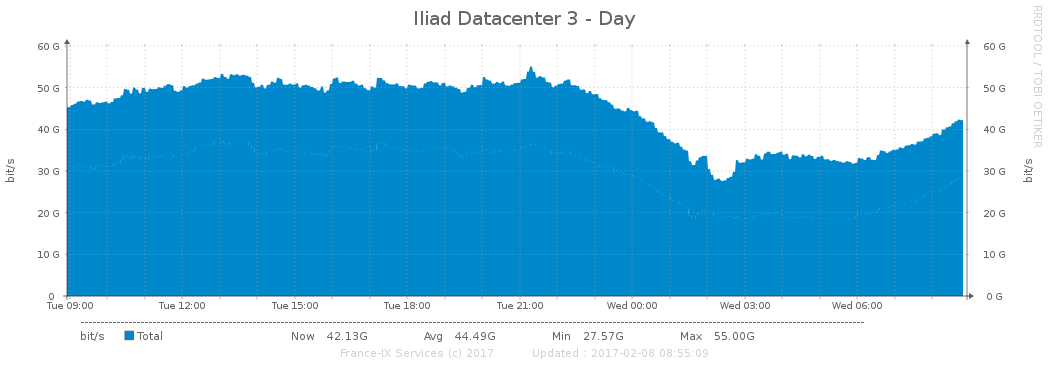 Iliad Datacenter 3 - Day
RRDTOOL / TOBI OETIKER
60 G 60 G
50 G 50 G
40 G 40 G
30 G 30 G
20 G 20 G
10 G 10 G
0 0 G
bit/s bit/s
Tue 09:00 Tue 12:00 Tue 15:00 Tue 18:00 Tue 21:00 Wed 00:00 Wed 03:00 Wed 06:00
bit/s Total Now 42.13G Avg 44.49G Min 27.57G Max 55.00G
France-IX Services (c) 2017 Updated : 2017-02-08 08:55:09